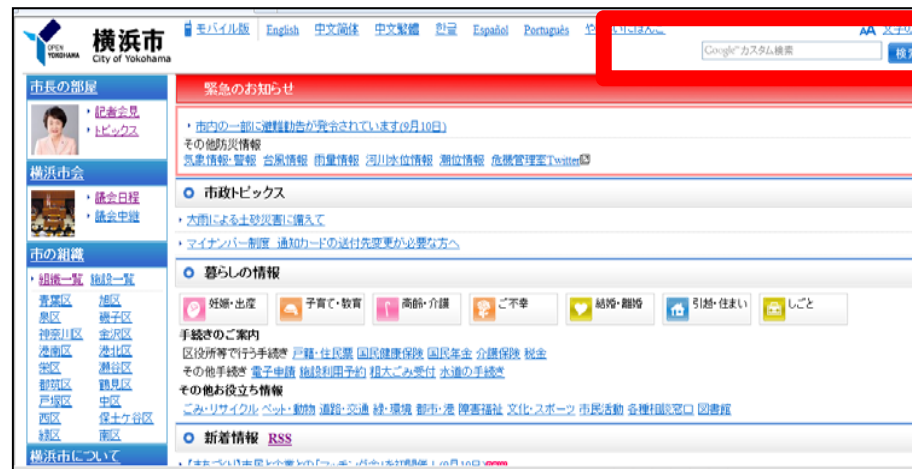 OPEN YOKOHAMA
横浜市
City of Yokohama
モバイル版 English 中文简体 中文繁體 한글 Español Português
AA 文字の
Google カスタム検索
検索
市長の部屋
記者会見
トピックス
横浜市会
議会日程
議会中継
市の組織
組織一覧 施設一覧
青葉区 旭区
泉区 磯子区
神奈川区 金沢区
港南区 港北区
栄区 瀬谷区
都筑区 鶴見区
戸塚区 中区
西区 保土ケ谷区
緑区 南区
横浜市について
緊急のお知らせ
市内の一部に避難勧告が発令されています(9月10日)
その他防災情報
気象情報・警報 台風情報 雨量情報 河川水位情報 潮位情報 危機管理室Twitter
市政トピックス
大雨による土砂災害に備えて
マイナンバー制度 通知カードの送付先変更が必要な方へ
暮らしの情報
妊娠・出産 子育て・教育 高齢・介護 ご不幸 結婚・離婚 引越・住まい しごと
手続きのご案内
区役所等で行う手続き 戸籍・住民票 国民健康保険 国民年金 介護保険 税金
その他手続き 電子申請 施設利用予約 粗大ごみ受付 水道の手続き
その他お役立ち情報
ごみ・リサイクル ペット・動物 道路・交通 緑・環境 都市・港 障害福祉 文化・スポーツ 市民活動 各種相談窓口 図書館
新着情報 RSS